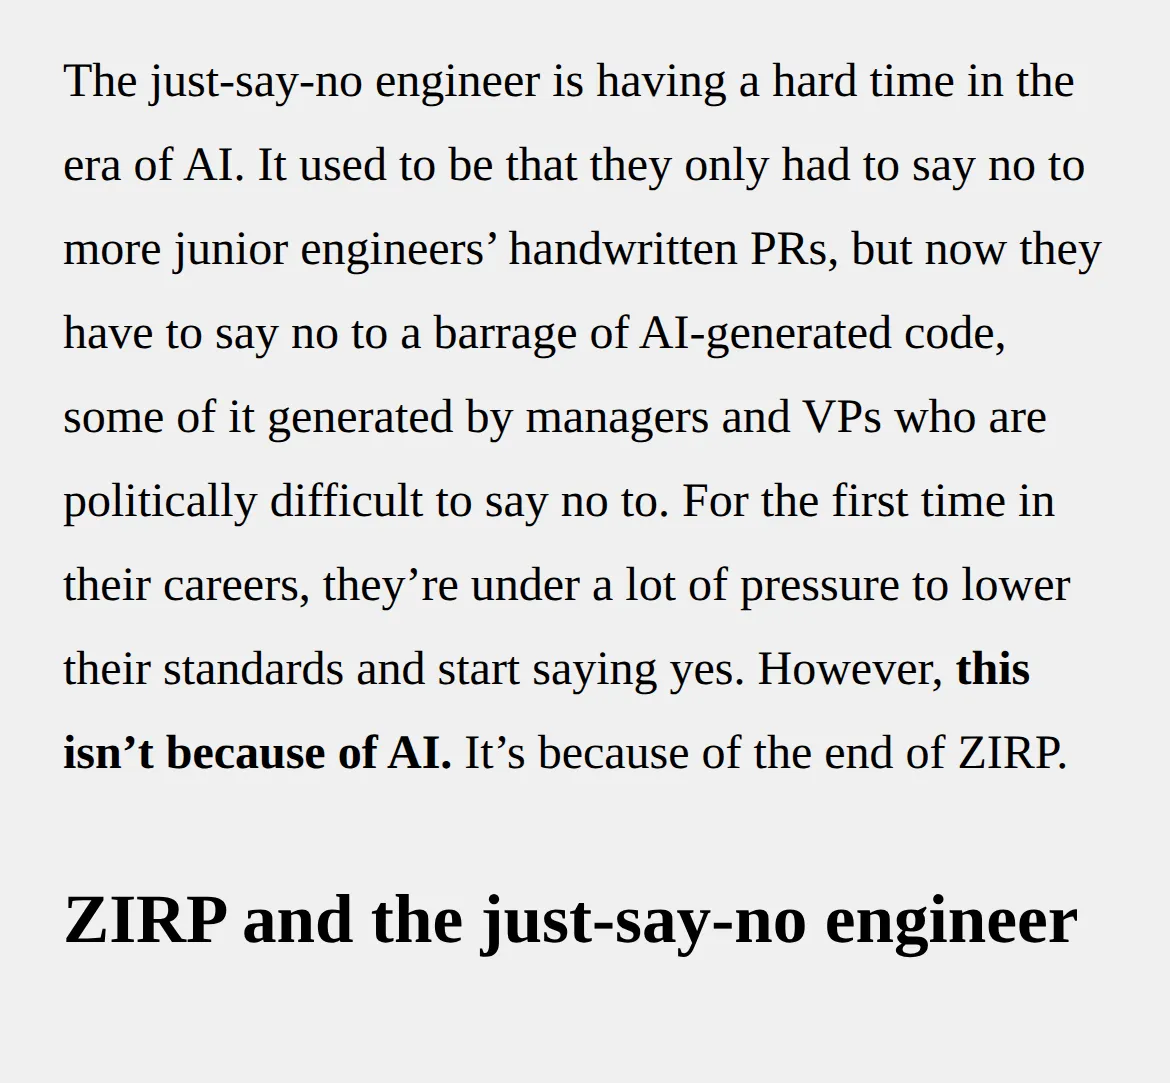 The just-say-no engineer is having a hard time in the
era of AI. It used to be that they only had to say no to
more junior engineers’ handwritten PRs, but now they
have to say no to a barrage of AI-generated code,
some of it generated by managers and VPs who are
politically difficult to say no to. For the first time in
their careers, they’re under a lot of pressure to lower
their standards and start saying yes. However, this
isn’t because of AI. It’s because of the end of ZIRP.
ZIRP and the just-say-no engineer